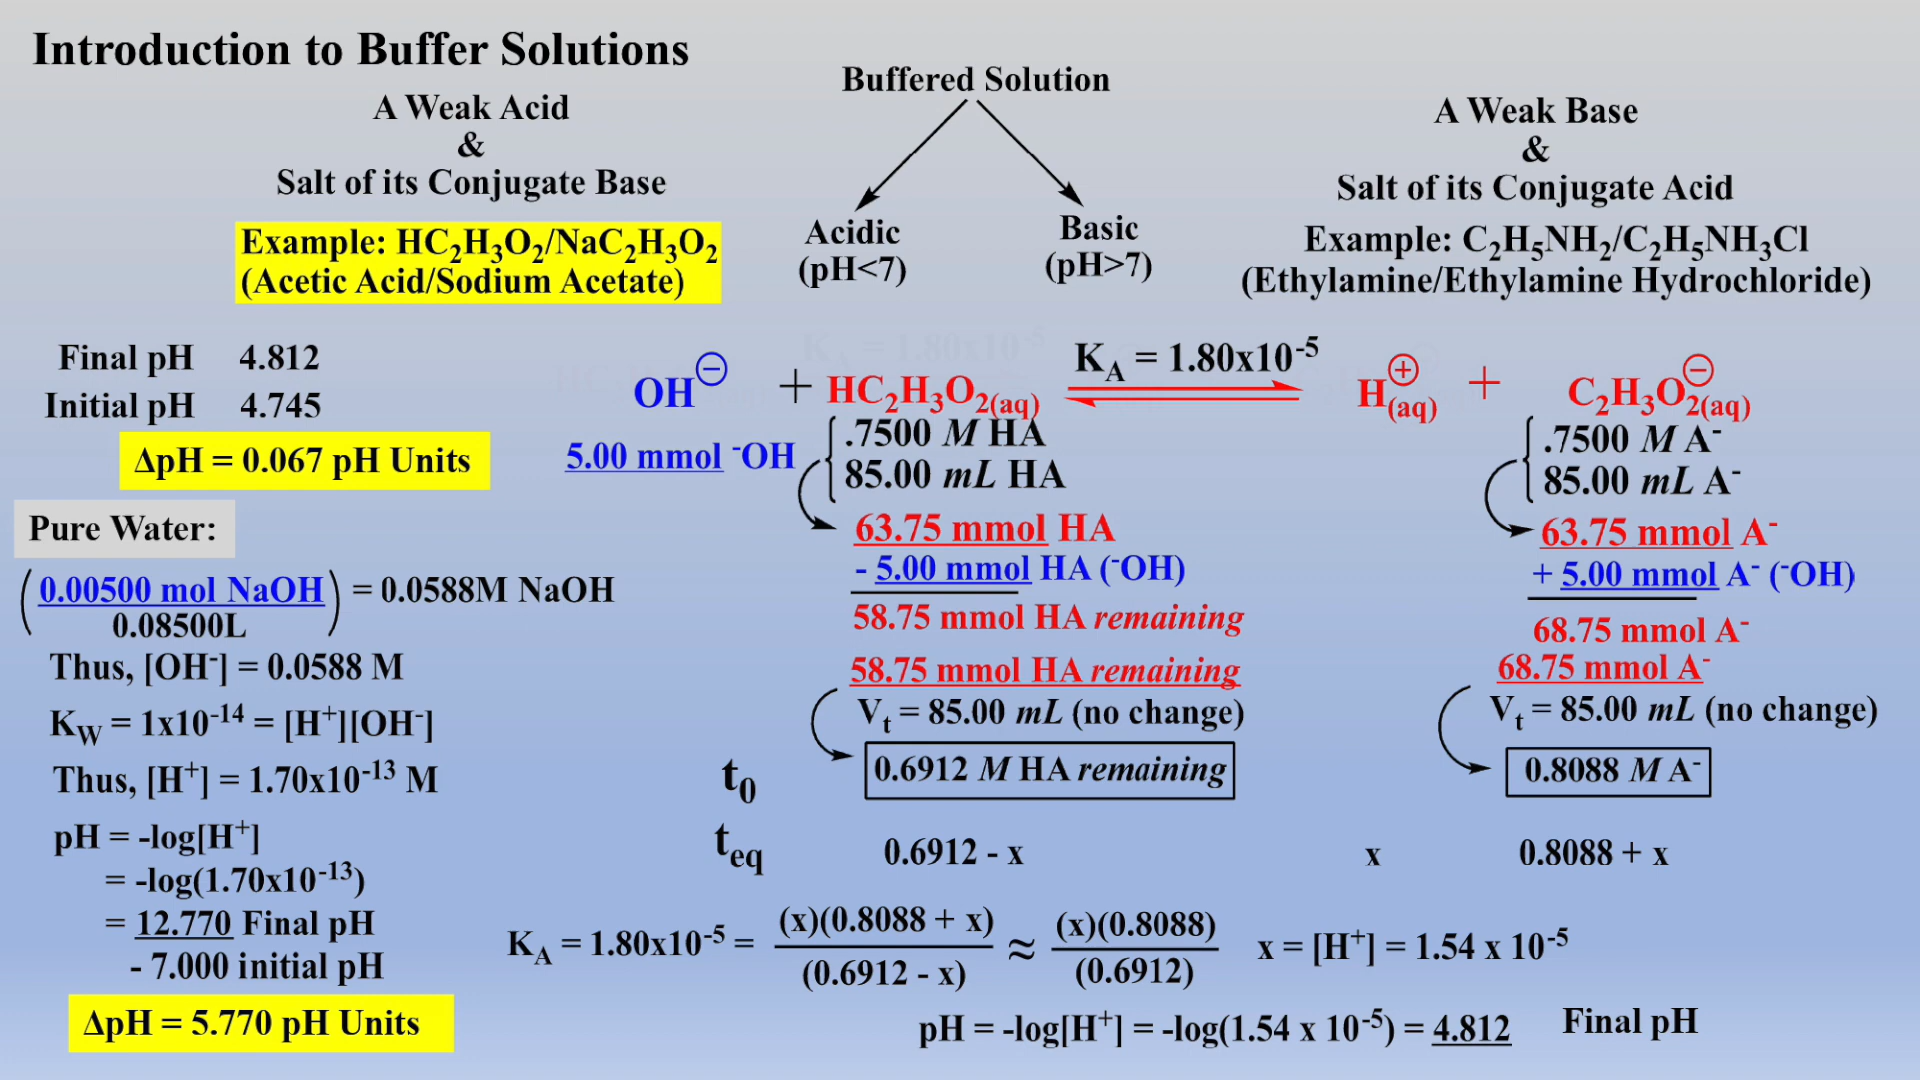 Introduction to Buffer Solutions
A Weak Acid
&
Salt of its Conjugate Base
Example: HC₂H₃O₂/NaC₂H₃O₂
(Acetic Acid/Sodium Acetate)
Buffered Solution
Acidic
(pH<7)
Basic
(pH>7)
A Weak Base
&
Salt of its Conjugate Acid
Example: C₂H₅NH₂/C₂H₅NH₃Cl
(Ethylamine/Ethylamine Hydrochloride)
Final pH 4.812
Initial pH 4.745
ΔpH = 0.067 pH Units
Pure Water:
(0.00500 mol NaOH / 0.08500L) = 0.0588M NaOH
Thus, [OH⁻] = 0.0588 M
K_W = 1x10⁻¹⁴ = [H⁺][OH⁻]
Thus, [H⁺] = 1.70x10⁻¹³ M
pH = -log[H⁺]
= -log(1.70x10⁻¹³)
= 12.770 Final pH
- 7.000 initial pH
ΔpH = 5.770 pH Units
OH⊖ + HC₂H₃O₂(aq) K_A = 1.80x10⁻⁵ H⊕(aq) + C₂H₃O₂⊖(aq)
5.00 mmol ⁻OH
.7500 M HA
85.00 mL HA
63.75 mmol HA
- 5.00 mmol HA (⁻OH)
58.75 mmol HA remaining
58.75 mmol HA remaining
Vₜ = 85.00 mL (no change)
0.6912 M HA remaining
.7500 M A⁻
85.00 mL A⁻
63.75 mmol A⁻
+ 5.00 mmol A⁻ (⁻OH)
68.75 mmol A⁻
68.75 mmol A⁻
Vₜ = 85.00 mL (no change)
0.8088 M A⁻
t₀
t_eq 0.6912 - x x 0.8088 + x
K_A = 1.80x10⁻⁵ = (x)(0.8088 + x) / (0.6912 - x) ≈ (x)(0.8088) / (0.6912) x = [H⁺] = 1.54 x 10⁻⁵
pH = -log[H⁺] = -log(1.54 x 10⁻⁵) = 4.812 Final pH